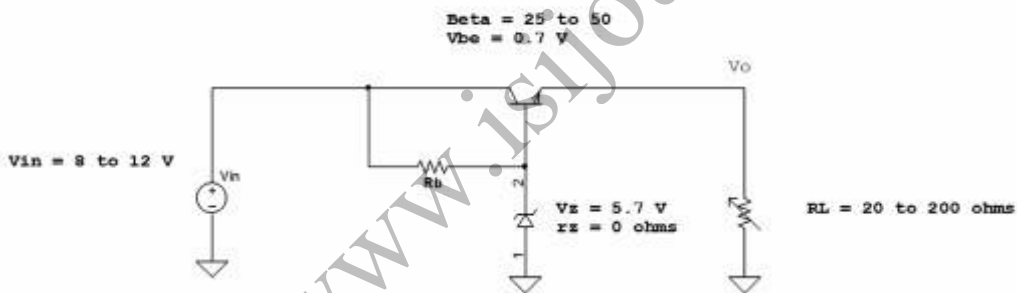 Beta = 25 to 50
Vbe = 0.7 V
Vo
Vin = 8 to 12 V
Vin
Rb
2
Vz = 5.7 V
rz = 0 ohms
1
RL = 20 to 200 ohms